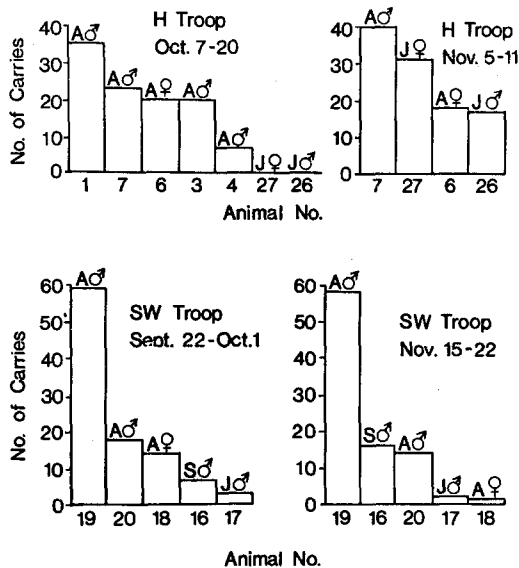 H Troop
Oct. 7-20
No. of Carries
40
30
20
10
0
A♂
A♂
A♀
A♂
A♂
J♀
J♂
1 7 6 3 4 27 26
H Troop
Nov. 5-11
40
30
20
10
0
A♂
J♀
A♀
J♂
7 27 6 26
Animal No.
SW Troop
Sept. 22-Oct.1
No. of Carries
60
50
40
30
20
10
0
A♂
A♂
A♀
S♂
J♂
19 20 18 16 17
SW Troop
Nov. 15-22
60
50
40
30
20
10
0
A♂
S♂
A♂
J♂
A♀
19 16 20 17 18
Animal No.